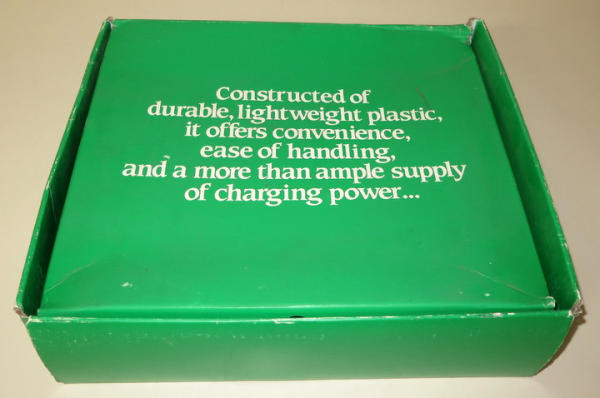 Constructed of
durable, lightweight plastic,
it offers convenience,
ease of handling,
and a more than ample supply
of charging power...